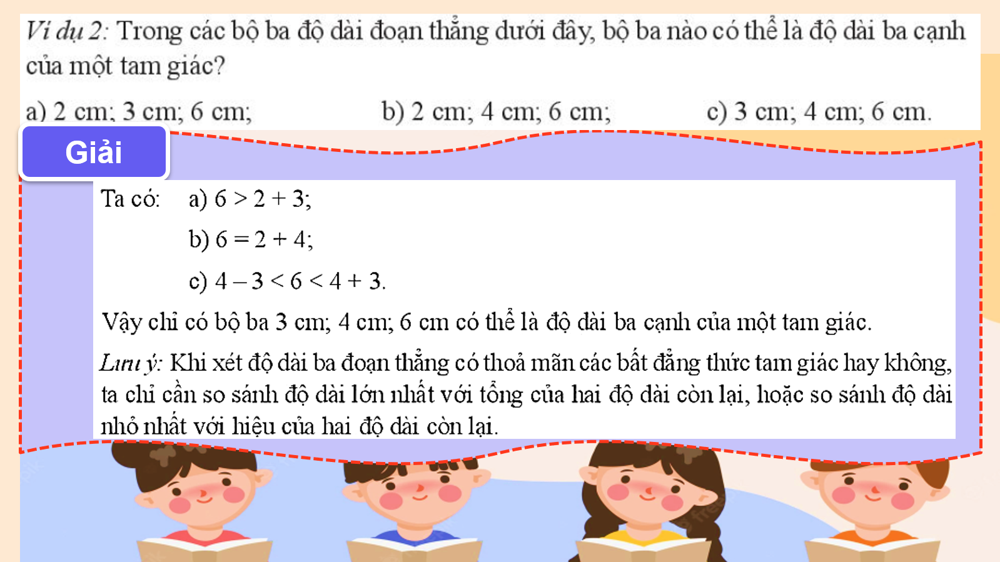 Ví dụ 2: Trong các bộ ba độ dài đoạn thẳng dưới đây, bộ ba nào có thể là độ dài ba cạnh
của một tam giác?
a) 2 cm; 3 cm; 6 cm; b) 2 cm; 4 cm; 6 cm; c) 3 cm; 4 cm; 6 cm.
Giải
Ta có: a) 6 > 2 + 3;
b) 6 = 2 + 4;
c) 4 – 3 < 6 < 4 + 3.
Vậy chỉ có bộ ba 3 cm; 4 cm; 6 cm có thể là độ dài ba cạnh của một tam giác.
Lưu ý: Khi xét độ dài ba đoạn thẳng có thoả mãn các bất đẳng thức tam giác hay không,
ta chỉ cần so sánh độ dài lớn nhất với tổng của hai độ dài còn lại, hoặc so sánh độ dài
nhỏ nhất với hiệu của hai độ dài còn lại.